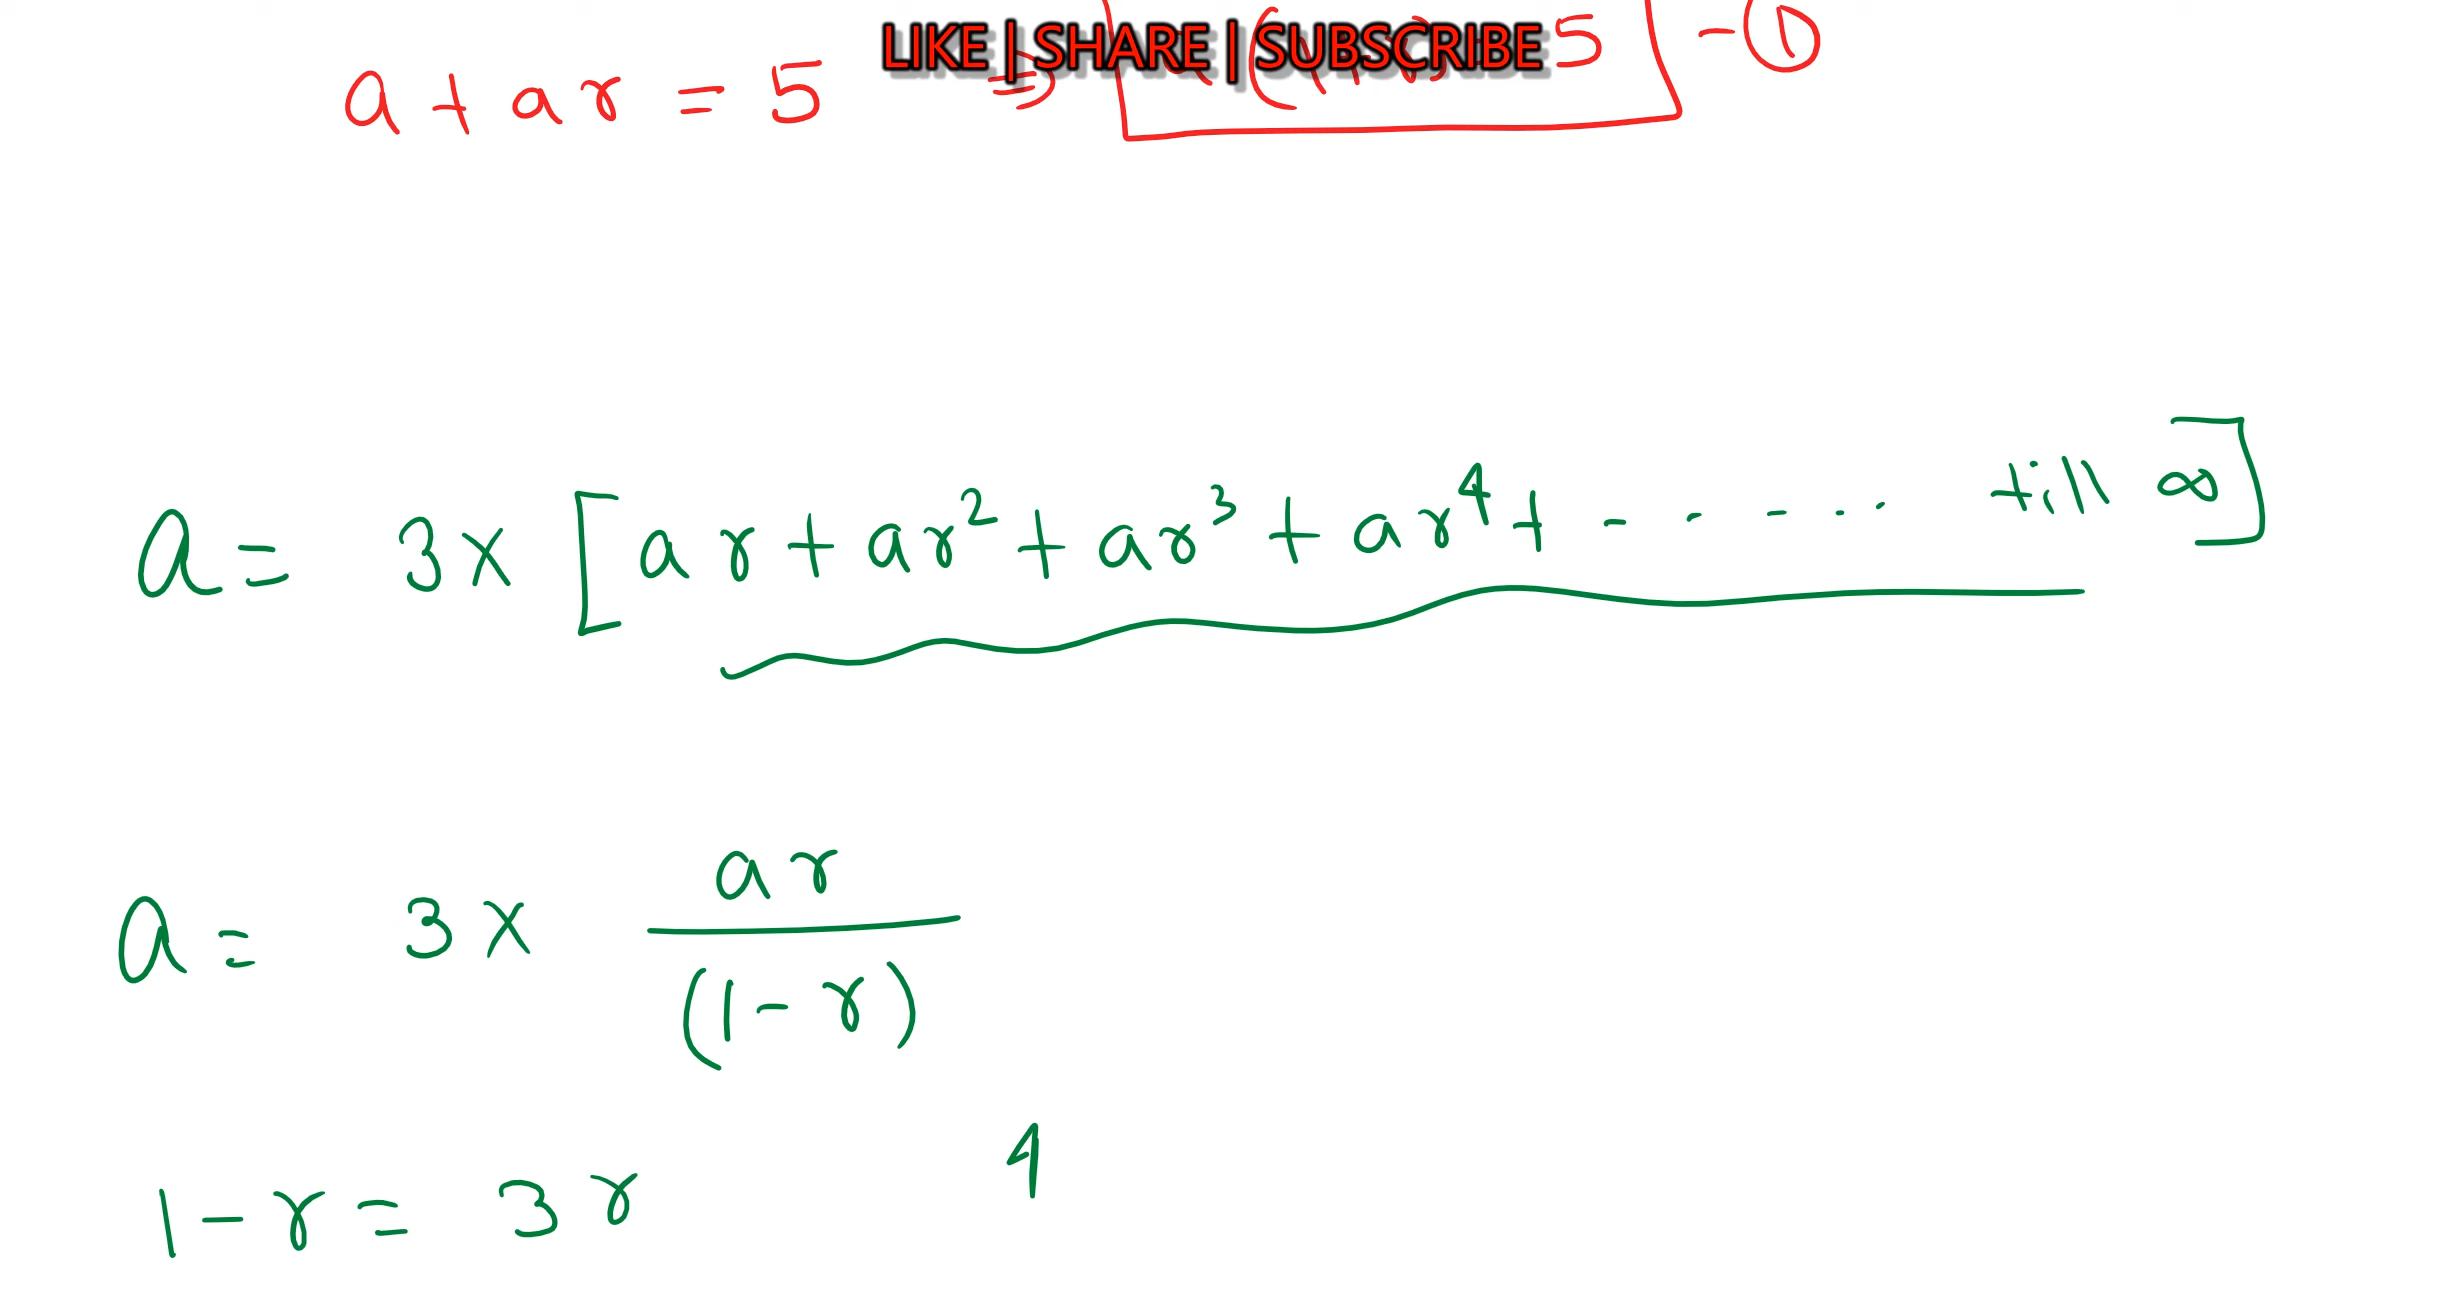 LIKE | SHARE | SUBSCRIBE
a + ar = 5 ⇒ 5 - ①
a = 3 × [ar + ar² + ar³ + ar⁴ + - - - · · till ∞]
a = 3 × ar / (1 - r)
1 - r = 3r 4